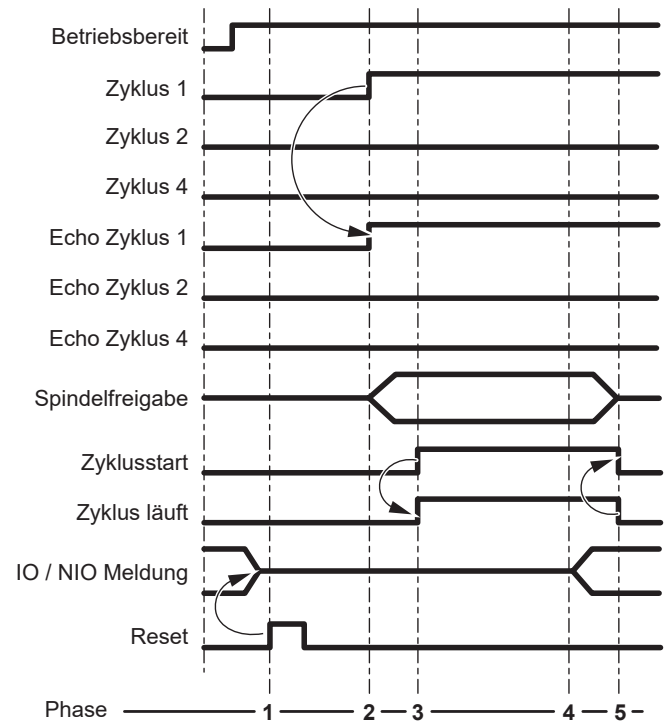 Betriebsbereit
Zyklus 1
Zyklus 2
Zyklus 4
Echo Zyklus 1
Echo Zyklus 2
Echo Zyklus 4
Spindelfreigabe
Zyklusstart
Zyklus läuft
IO / NIO Meldung
Reset
Phase 1 2 3 4 5